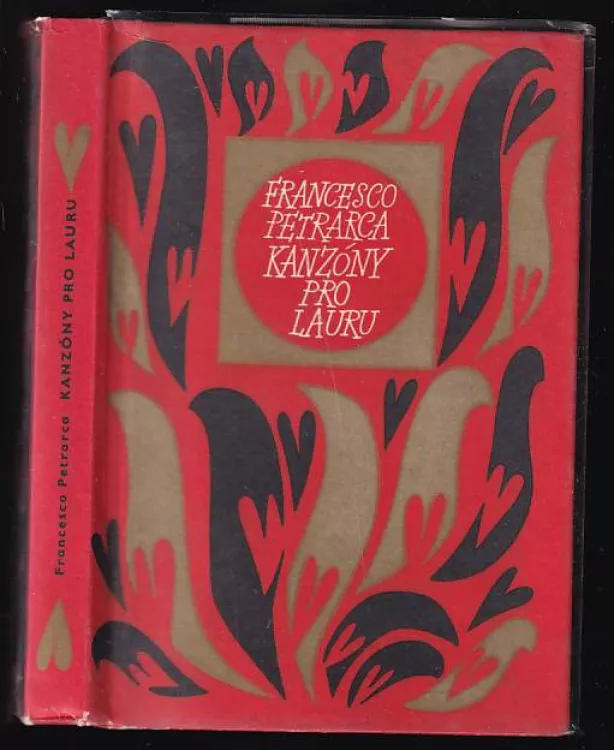 FRANCESCO
PETRARCA
KANZÓNY
PRO
LAURU
Francesco Petrarca KANZÓNY PRO LAURU